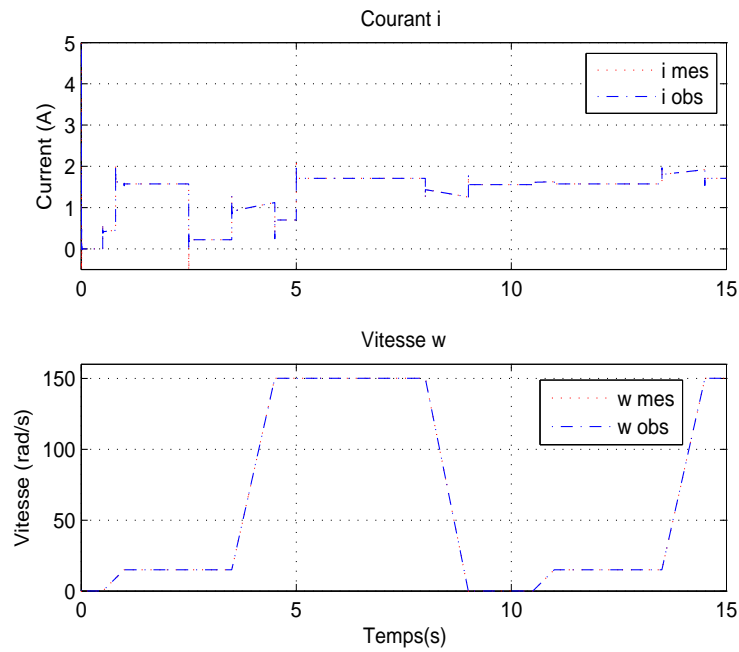 Courant i
5
4
3
2
1
0
Current (A)
i mes
i obs
0
5
10
15
Vitesse w
150
100
50
0
Vitesse (rad/s)
w mes
w obs
0
5
10
15
Temps(s)